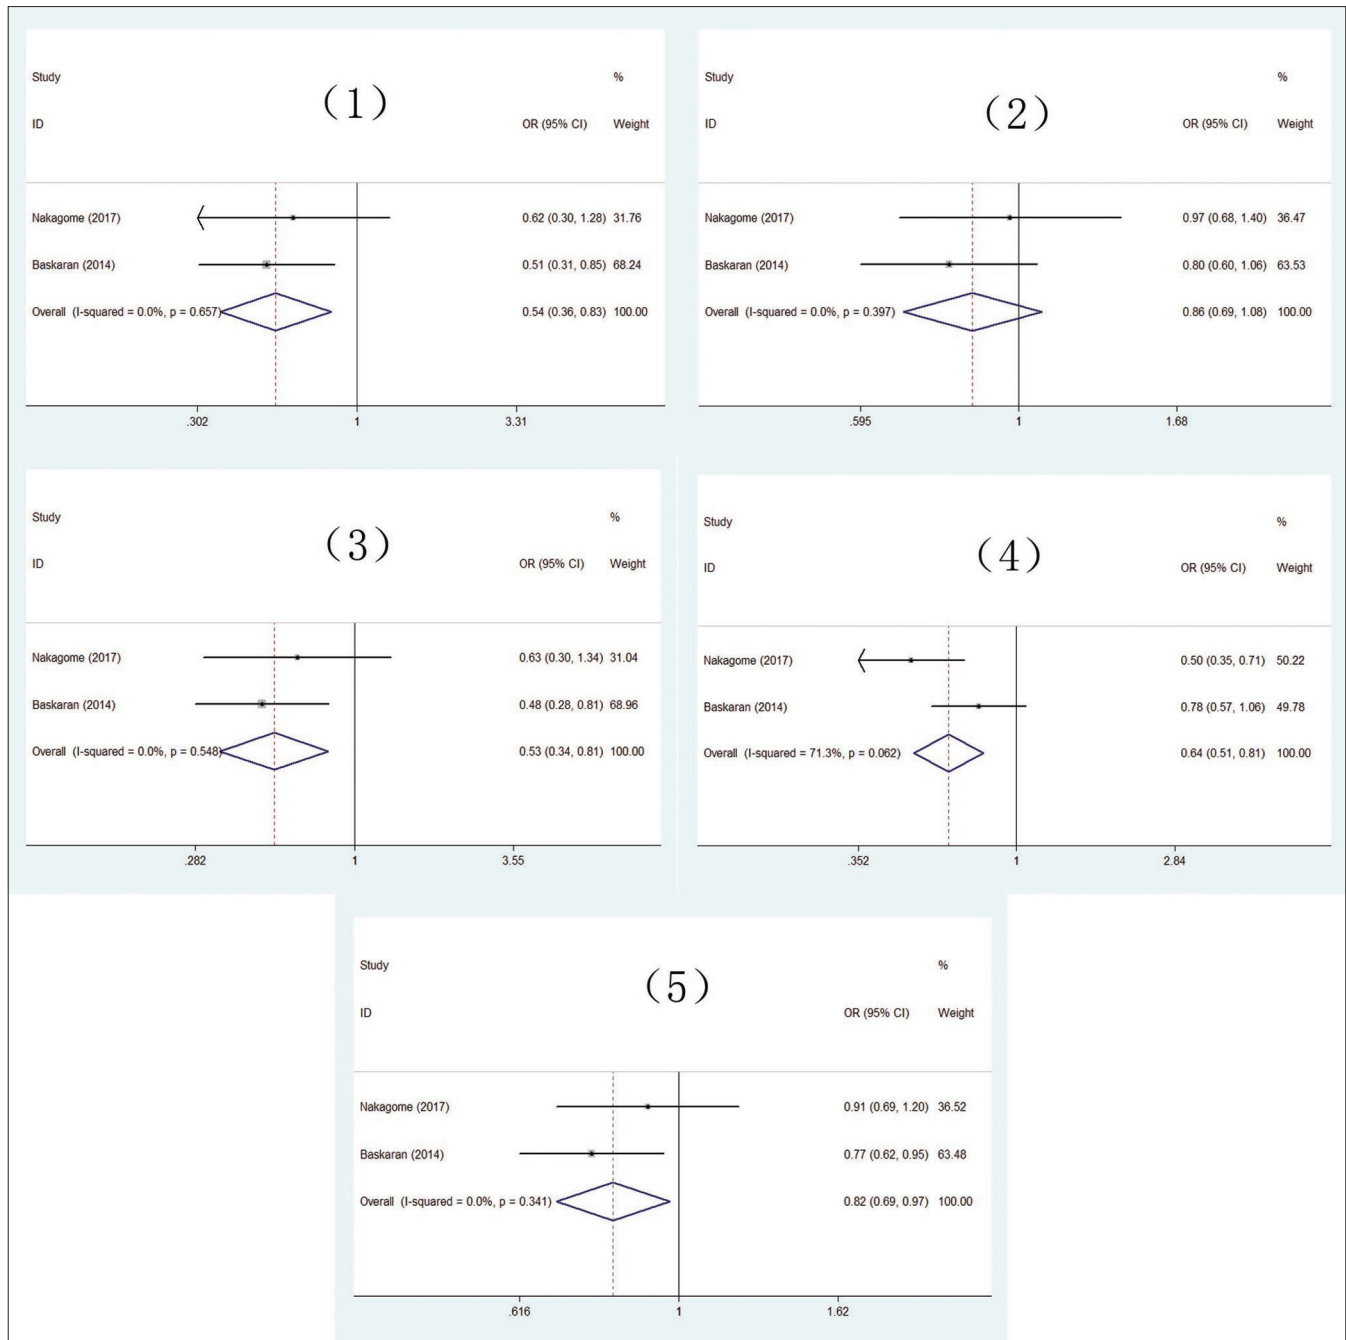 Study %
(1)
ID OR (95% CI) Weight
Nakagome (2017) 0.62 (0.30, 1.28) 31.76
Baskaran (2014) 0.51 (0.31, 0.85) 68.24
Overall (I-squared = 0.0%, p = 0.657) 0.54 (0.36, 0.83) 100.00
.302 1 3.31
Study %
(2)
ID OR (95% CI) Weight
Nakagome (2017) 0.97 (0.68, 1.40) 36.47
Baskaran (2014) 0.80 (0.60, 1.06) 63.53
Overall (I-squared = 0.0%, p = 0.397) 0.86 (0.69, 1.08) 100.00
.595 1 1.68
Study %
(3)
ID OR (95% CI) Weight
Nakagome (2017) 0.63 (0.30, 1.34) 31.04
Baskaran (2014) 0.48 (0.28, 0.81) 68.96
Overall (I-squared = 0.0%, p = 0.548) 0.53 (0.34, 0.81) 100.00
.282 1 3.55
Study %
(4)
ID OR (95% CI) Weight
Nakagome (2017) 0.50 (0.35, 0.71) 50.22
Baskaran (2014) 0.78 (0.57, 1.06) 49.78
Overall (I-squared = 71.3%, p = 0.062) 0.64 (0.51, 0.81) 100.00
.352 1 2.84
Study %
(5)
ID OR (95% CI) Weight
Nakagome (2017) 0.91 (0.69, 1.20) 36.52
Baskaran (2014) 0.77 (0.62, 0.95) 63.48
Overall (I-squared = 0.0%, p = 0.341) 0.82 (0.69, 0.97) 100.00
.616 1 1.62